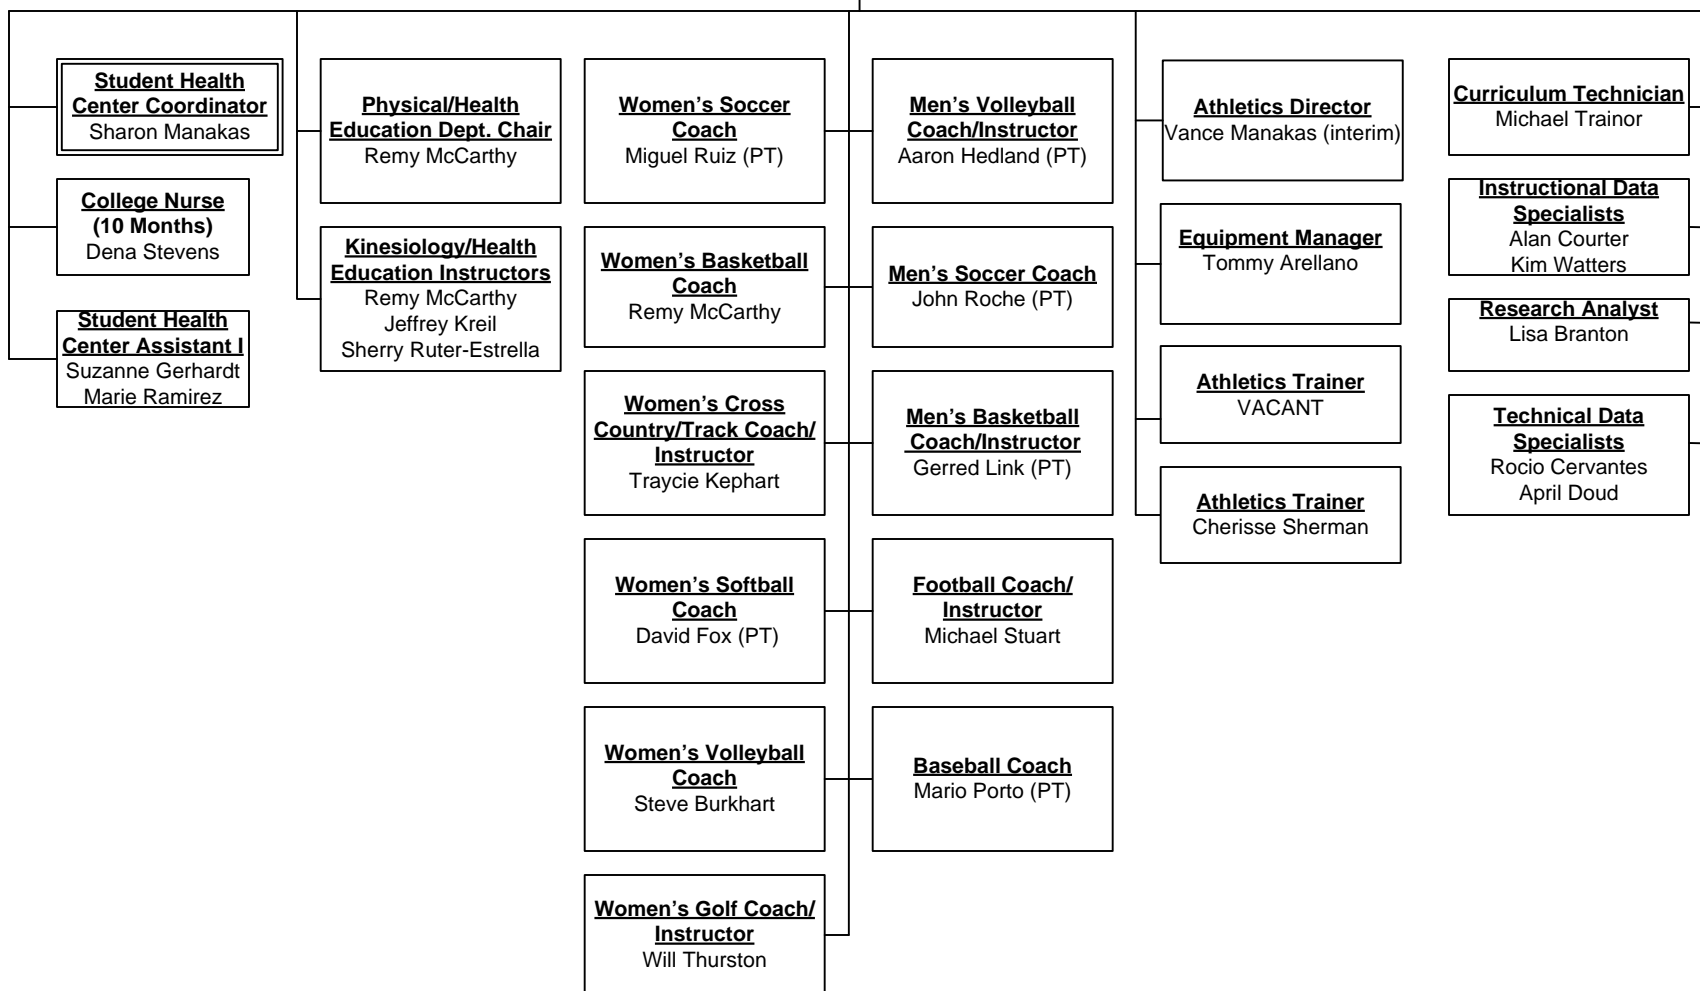 Student Health
Center Coordinator
Sharon Manakas
College Nurse
(10 Months)
Dena Stevens
Student Health
Center Assistant I
Suzanne Gerhardt
Marie Ramirez
Physical/Health
Education Dept. Chair
Remy McCarthy
Kinesiology/Health
Education Instructors
Remy McCarthy
Jeffrey Kreil
Sherry Ruter-Estrella
Women’s Soccer
Coach
Miguel Ruiz (PT)
Women’s Basketball
Coach
Remy McCarthy
Women’s Cross
Country/Track Coach/
Instructor
Traycie Kephart
Women’s Softball
Coach
David Fox (PT)
Women’s Volleyball
Coach
Steve Burkhart
Women’s Golf Coach/
Instructor
Will Thurston
Men’s Volleyball
Coach/Instructor
Aaron Hedland (PT)
Men’s Soccer Coach
John Roche (PT)
Men’s Basketball
Coach/Instructor
Gerred Link (PT)
Football Coach/
Instructor
Michael Stuart
Baseball Coach
Mario Porto (PT)
Athletics Director
Vance Manakas (interim)
Equipment Manager
Tommy Arellano
Athletics Trainer
VACANT
Athletics Trainer
Cherisse Sherman
Curriculum Technician
Michael Trainor
Instructional Data
Specialists
Alan Courter
Kim Watters
Research Analyst
Lisa Branton
Technical Data
Specialists
Rocio Cervantes
April Doud